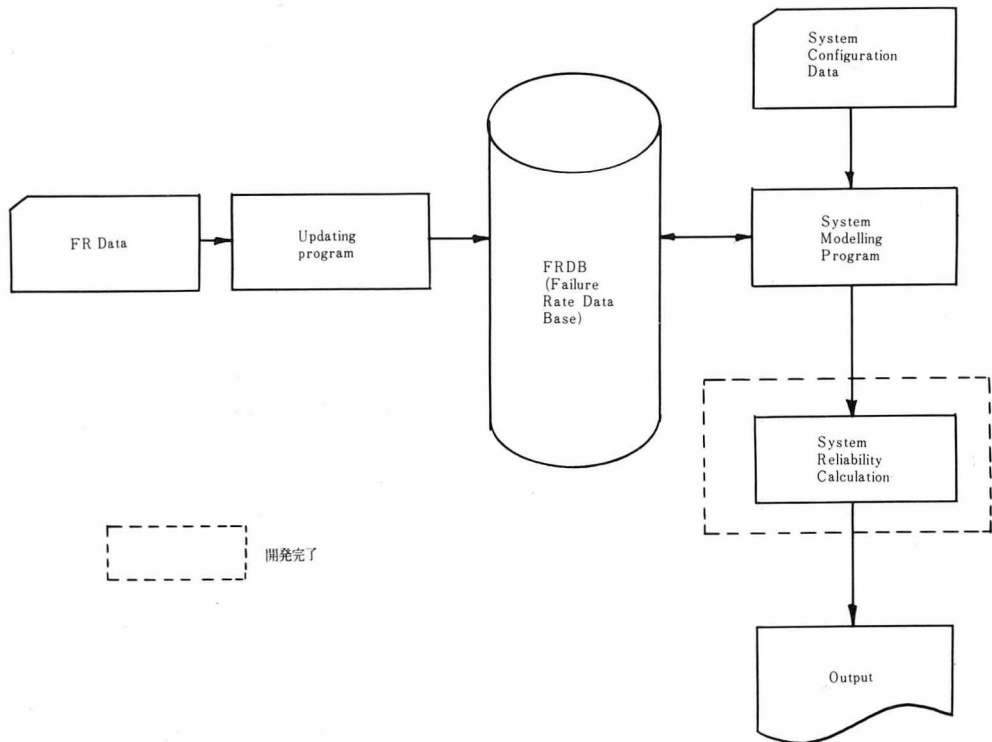 System
Configuration
Data
FR Data
Updating
program
FRDB
(Failure
Rate Data
Base)
System
Modelling
Program
System
Reliability
Calculation
開発完了
Output